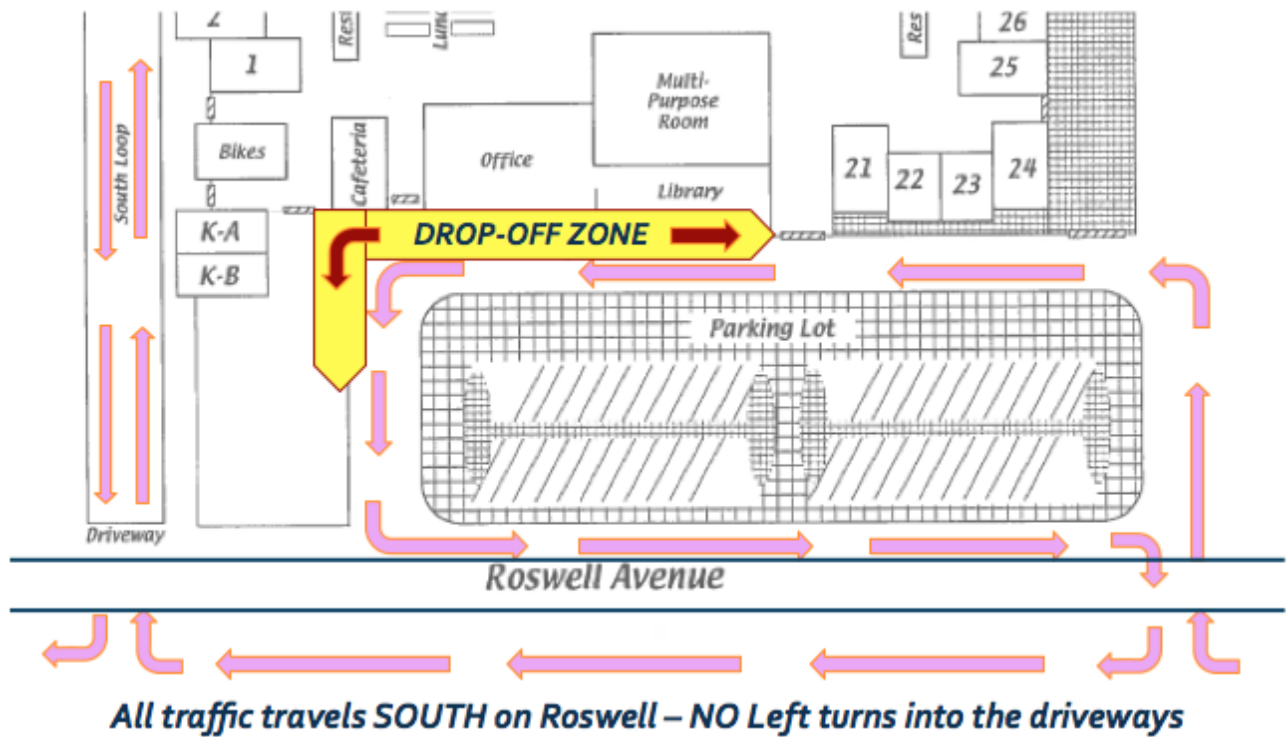 2
1
Bikes
K-A
K-B
South Loop
Driveway
Cafeteria
Office
Multi-
Purpose
Room
Library
26
25
21
22
23
24
DROP-OFF ZONE
Parking Lot
Roswell Avenue
All traffic travels SOUTH on Roswell – NO Left turns into the driveways